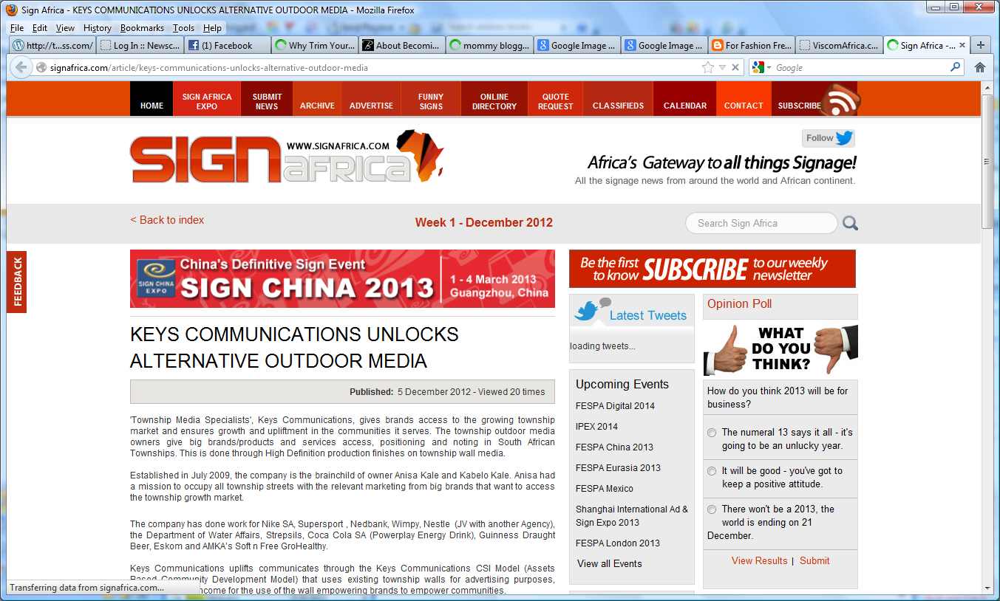 Sign Africa - KEYS COMMUNICATIONS UNLOCKS ALTERNATIVE OUTDOOR MEDIA - Mozilla Firefox
File Edit View History Bookmarks Tools Help
http://t...ss.com/ Log In :: Newsc... (1) Facebook Why Trim Your... About Becomi... mommy blogg... Google Image ... Google Image ... For Fashion Fre... ViscomAfrica.c... Sign Africa -...
signafrica.com/article/keys-communications-unlocks-alternative-outdoor-media Google
HOME SIGN AFRICA EXPO SUBMIT NEWS ARCHIVE ADVERTISE FUNNY SIGNS ONLINE DIRECTORY QUOTE REQUEST CLASSIFIEDS CALENDAR CONTACT SUBSCRIBE
SIGN africa
WWW.SIGNAFRICA.COM
Follow
Africa's Gateway to all things Signage!
All the signage news from around the world and African continent.
< Back to index
Week 1 - December 2012
Search Sign Africa
FEEDBACK
SIGN CHINA EXPO
China's Definitive Sign Event
SIGN CHINA 2013
1 - 4 March 2013
Guangzhou, China
KEYS COMMUNICATIONS UNLOCKS
ALTERNATIVE OUTDOOR MEDIA
Published: 5 December 2012 - Viewed 20 times
'Township Media Specialists', Keys Communications, gives brands access to the growing township
market and ensures growth and upliftment in the communities it serves. The township outdoor media
owners give big brands/products and services access, positioning and noting in South African
Townships. This is done through High Definition production finishes on township wall media.
Established in July 2009, the company is the brainchild of owner Anisa Kale and Kabelo Kale. Anisa had
a mission to occupy all township streets with the relevant marketing from big brands that want to access
the township growth market.
The company has done work for Nike SA, Supersport , Nedbank, Wimpy, Nestle (JV with another Agency),
the Department of Water Affairs, Strepsils, Coca Cola SA (Powerplay Energy Drink), Guinness Draught
Beer, Eskom and AMKA's Soft n Free GroHealthy.
Keys Communications uplifts communicates through the Keys Communications CSI Model (Assets
Based Community Development Model) that uses existing township walls for advertising purposes,
income for the use of the wall empowering brands to empower communities.
Be the first to know SUBSCRIBE to our weekly newsletter
Latest Tweets
loading tweets...
Upcoming Events
FESPA Digital 2014
IPEX 2014
FESPA China 2013
FESPA Eurasia 2013
FESPA Mexico
Shanghai International Ad &
Sign Expo 2013
FESPA London 2013
View all Events
Opinion Poll
WHAT
DO YOU
THINK?
How do you think 2013 will be for
business?
The numeral 13 says it all - it's
going to be an unlucky year.
It will be good - you've got to
keep a positive attitude.
There won't be a 2013, the
world is ending on 21
December.
View Results | Submit
Transferring data from signafrica.com...